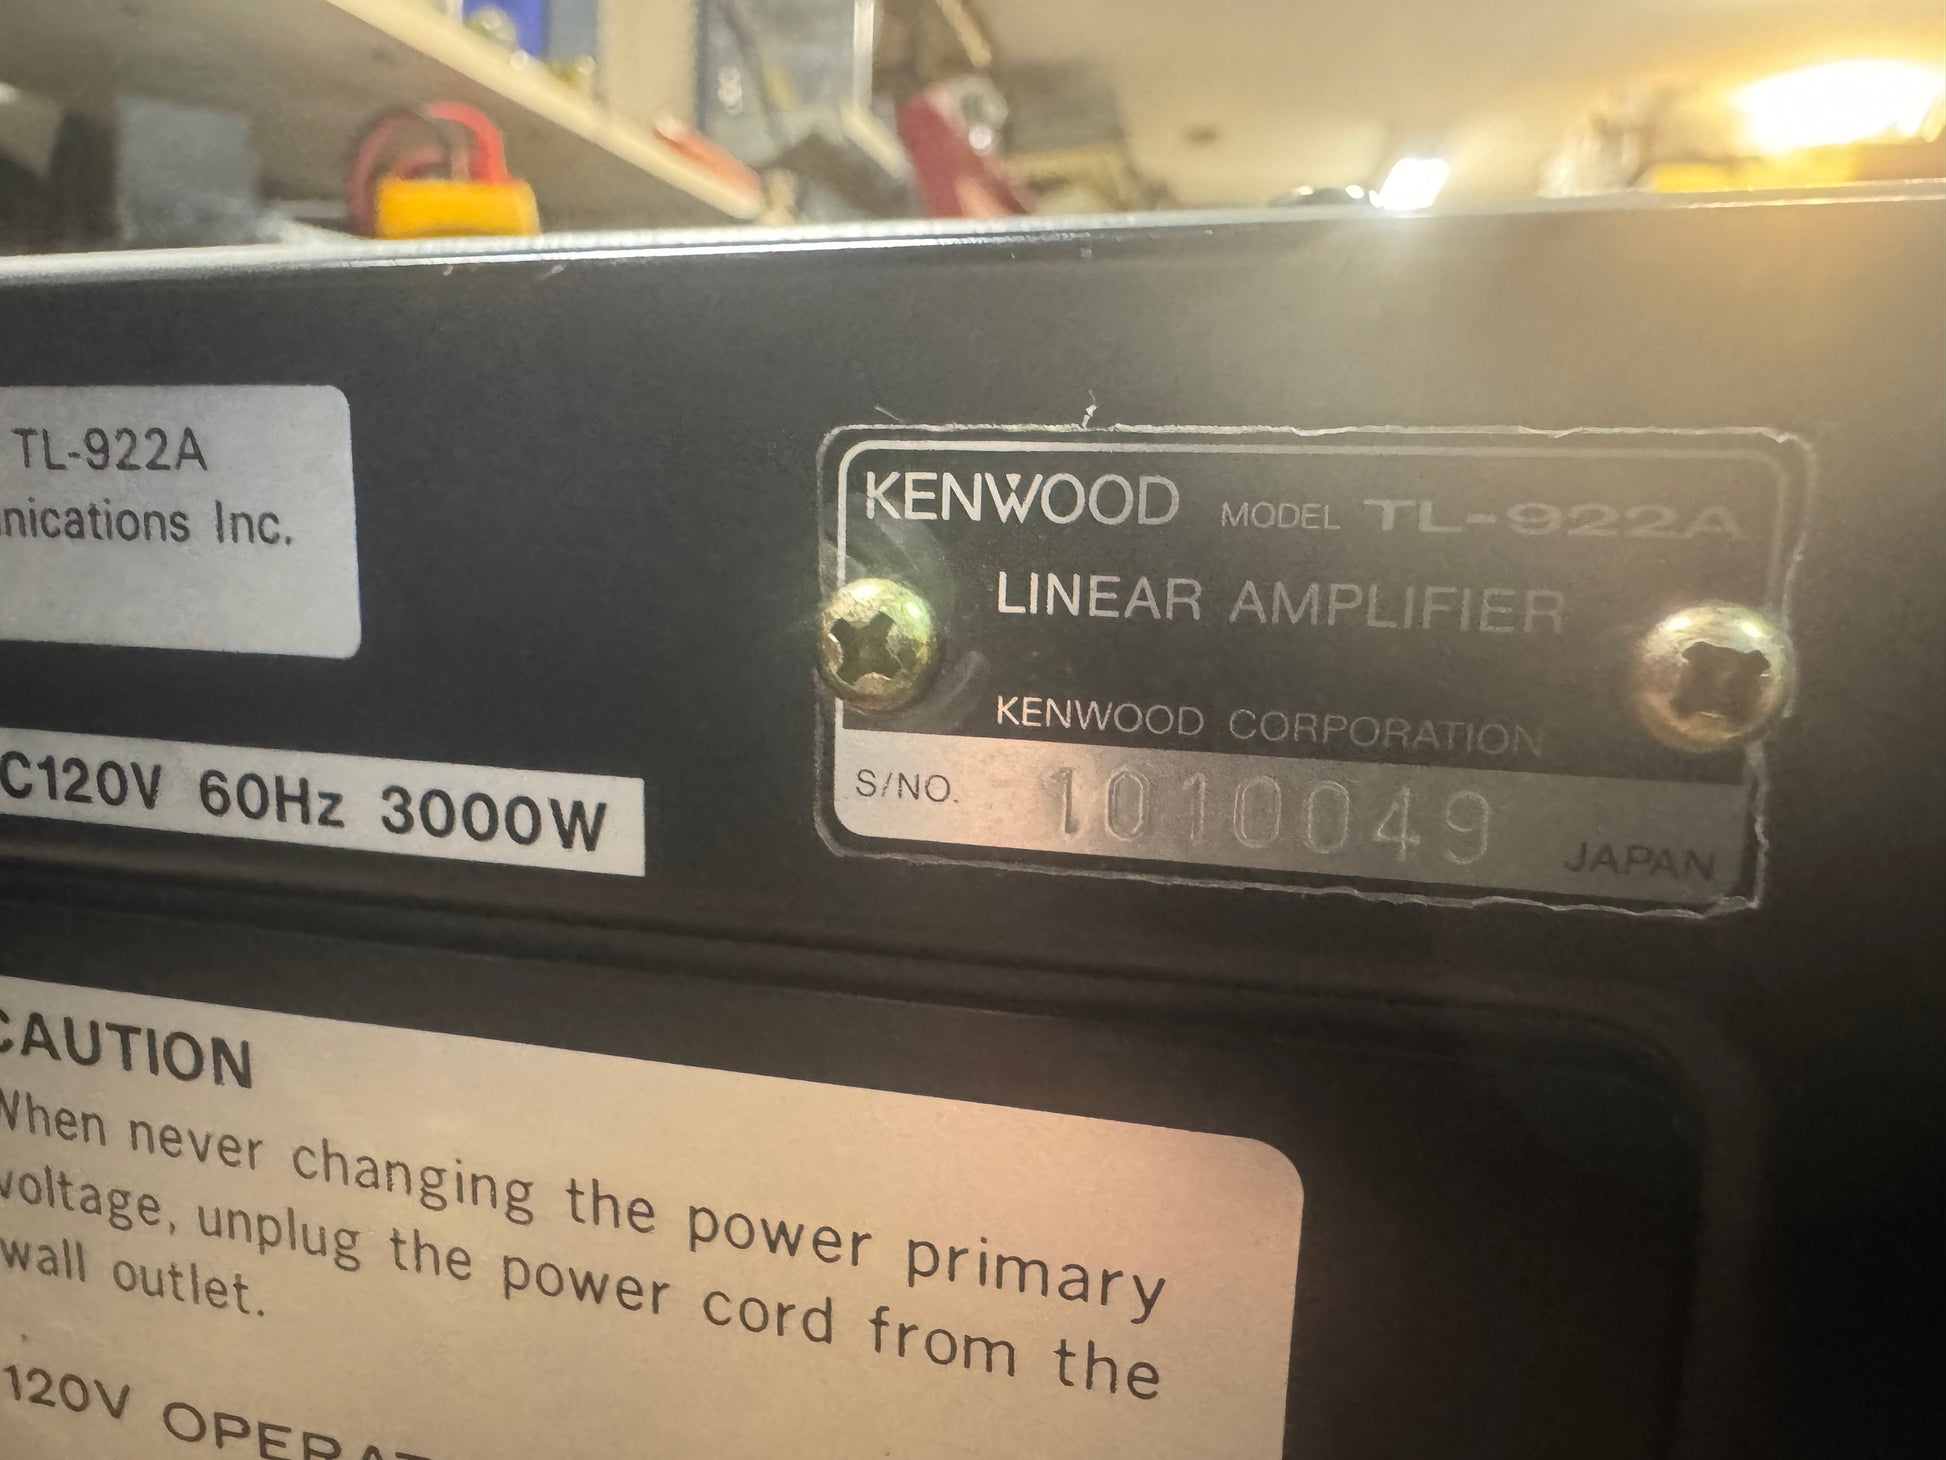 TL-922A
nications Inc.
C120V 60Hz 3000W
KENWOOD MODEL TL-922A
LINEAR AMPLIFIER
KENWOOD CORPORATION
S/NO. 1010049 JAPAN
CAUTION
When never changing the power primary
voltage, unplug the power cord from the
wall outlet.
120V OPERAT